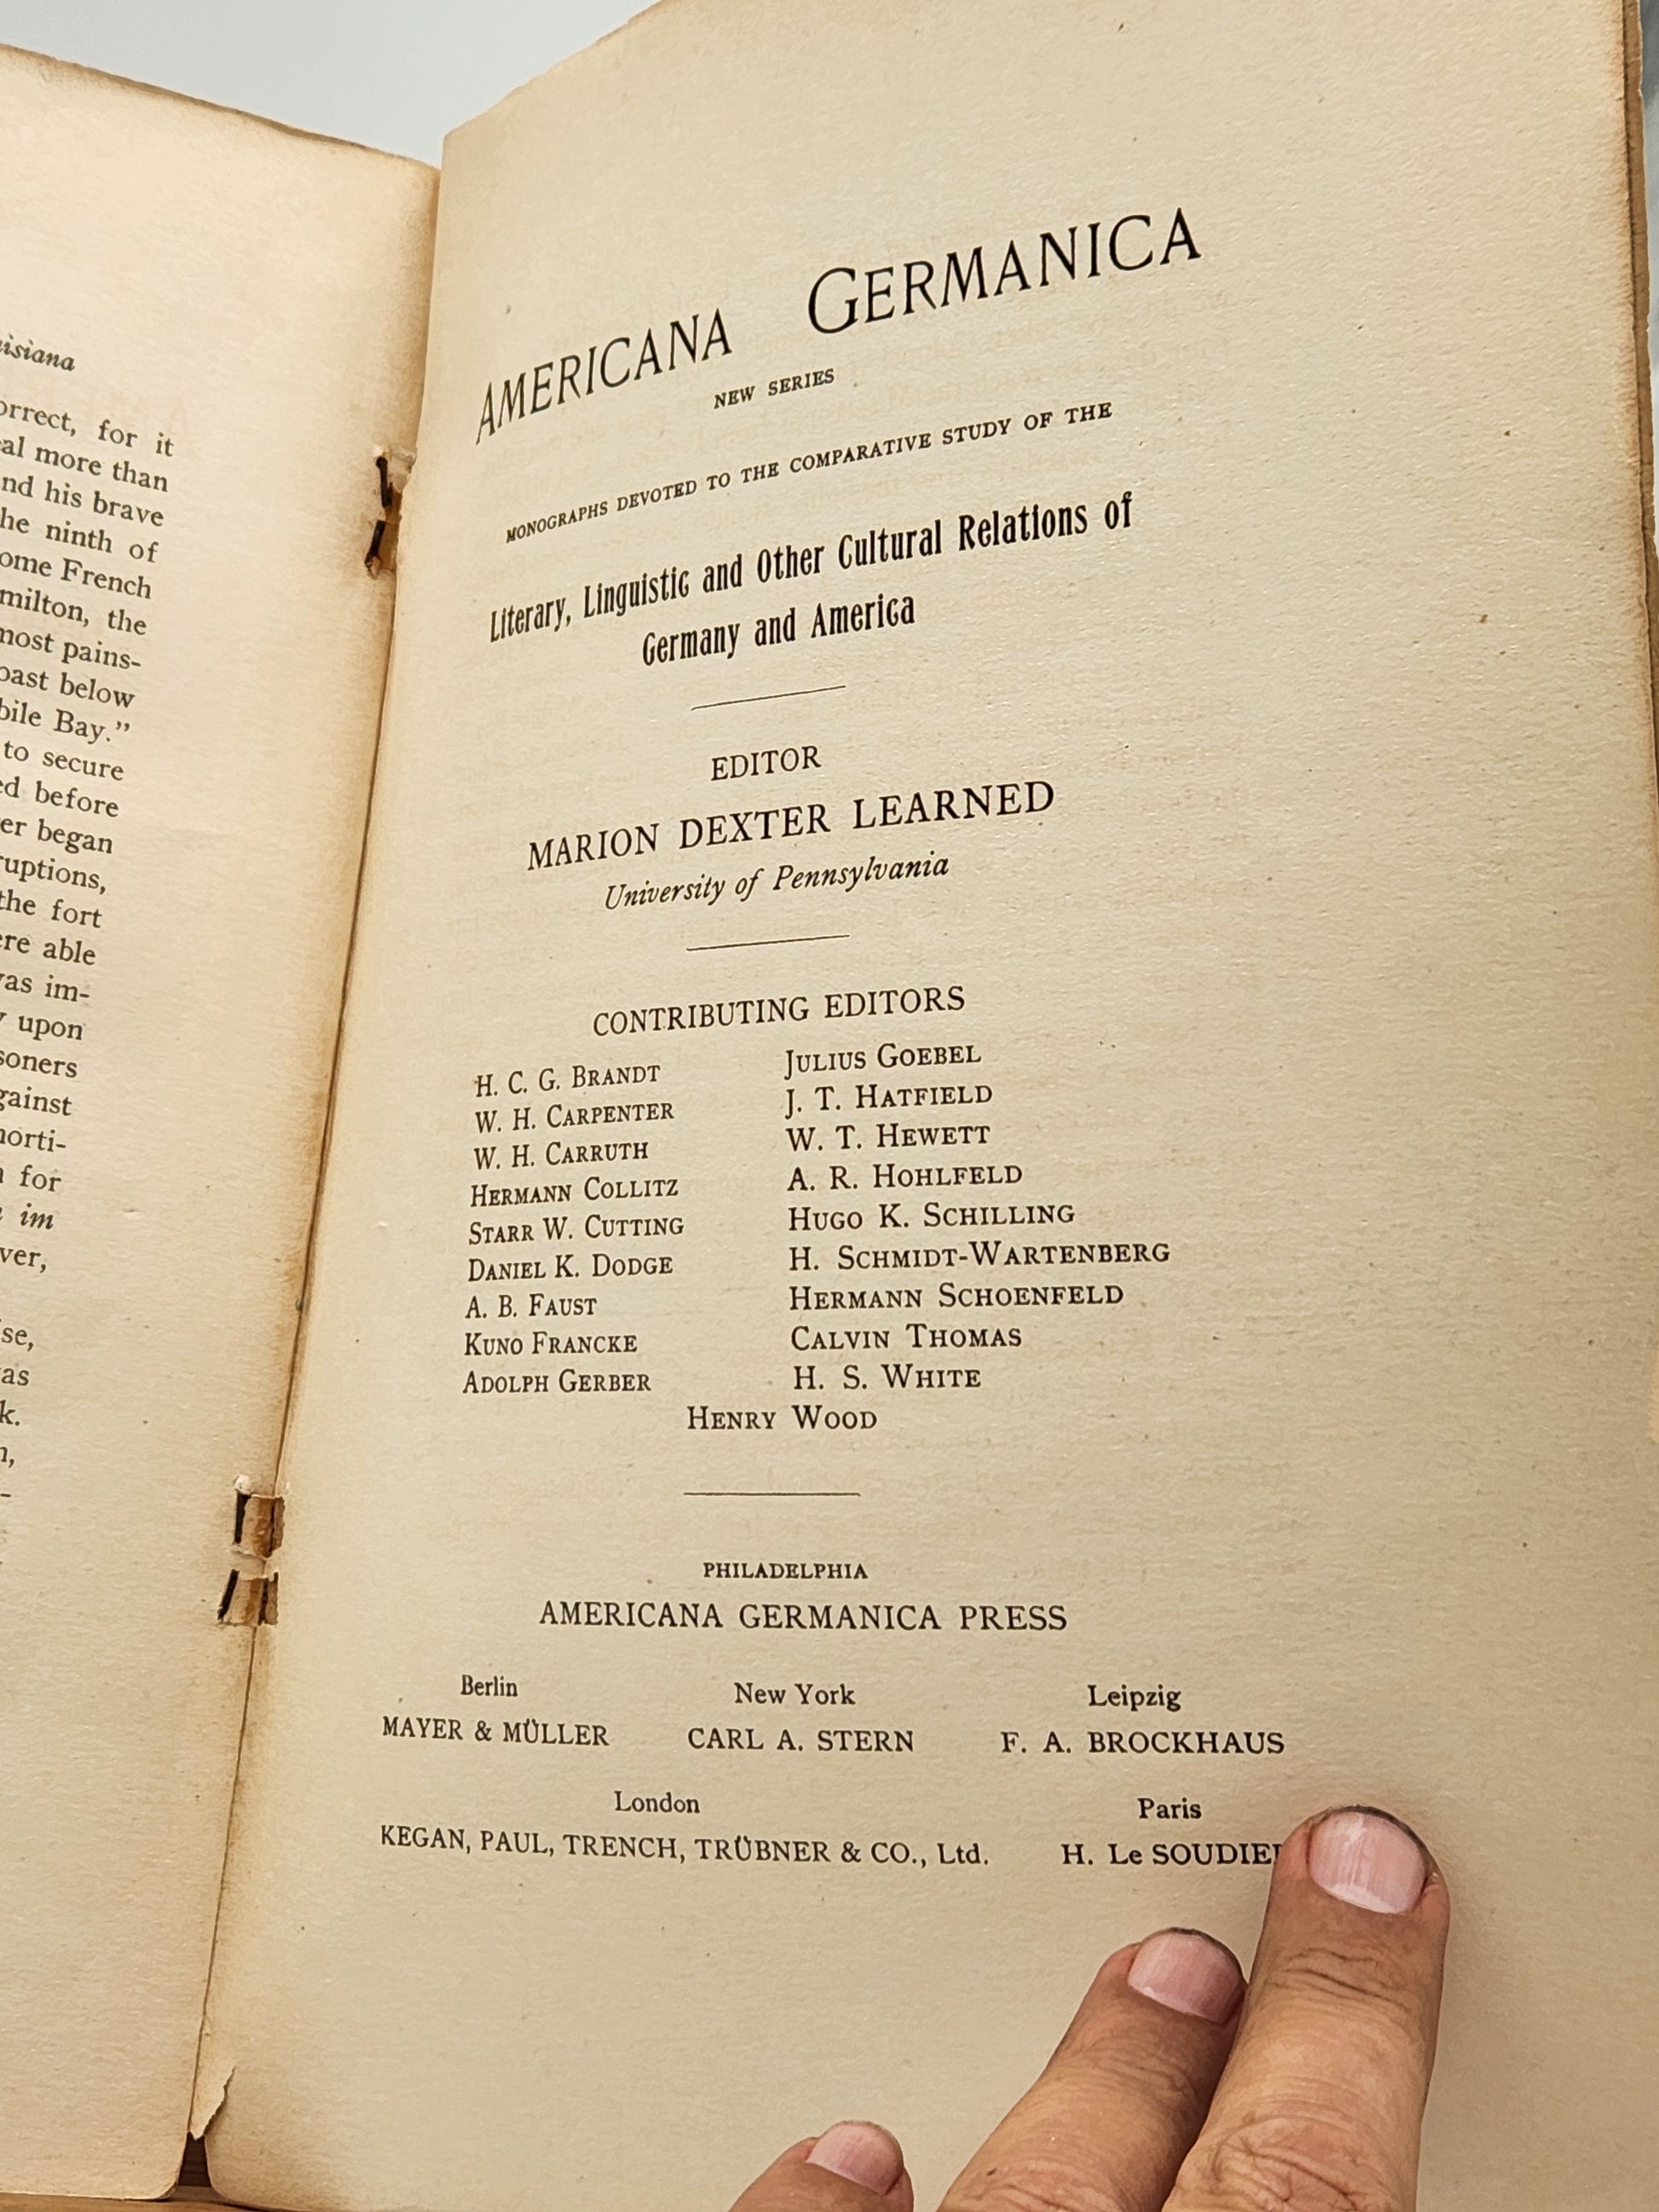 isiana
orrect, for it
more than
nd his brave
he ninth of
ome French
milton, the
most pains-
oast below
bile Bay.”
to secure
ed before
er began
ruptions,
the fort
ere able
was im-
upon
soners
gainst
morti-
for
im
ver,
se,
as
k.
AMERICANA GERMANICA
NEW SERIES
MONOGRAPHS DEVOTED TO THE COMPARATIVE STUDY OF THE
Literary, Linguistic and Other Cultural Relations of
Germany and America
EDITOR
MARION DEXTER LEARNED
University of Pennsylvania
CONTRIBUTING EDITORS
H. C. G. BRANDT
W. H. CARPENTER
W. H. CARRUTH
HERMANN COLLITZ
STARR W. CUTTING
DANIEL K. DODGE
A. B. FAUST
KUNO FRANCKE
ADOLPH GERBER
JULIUS GOEBEL
J. T. HATFIELD
W. T. HEWETT
A. R. HOHLFELD
HUGO K. SCHILLING
H. SCHMIDT-WARTENBERG
HERMANN SCHOENFELD
CALVIN THOMAS
H. S. WHITE
HENRY WOOD
PHILADELPHIA
AMERICANA GERMANICA PRESS
Berlin
MAYER & MÜLLER
New York
CARL A. STERN
Leipzig
F. A. BROCKHAUS
London
KEGAN, PAUL, TRENCH, TRÜBNER & CO., Ltd.
Paris
H. Le SOUDIE